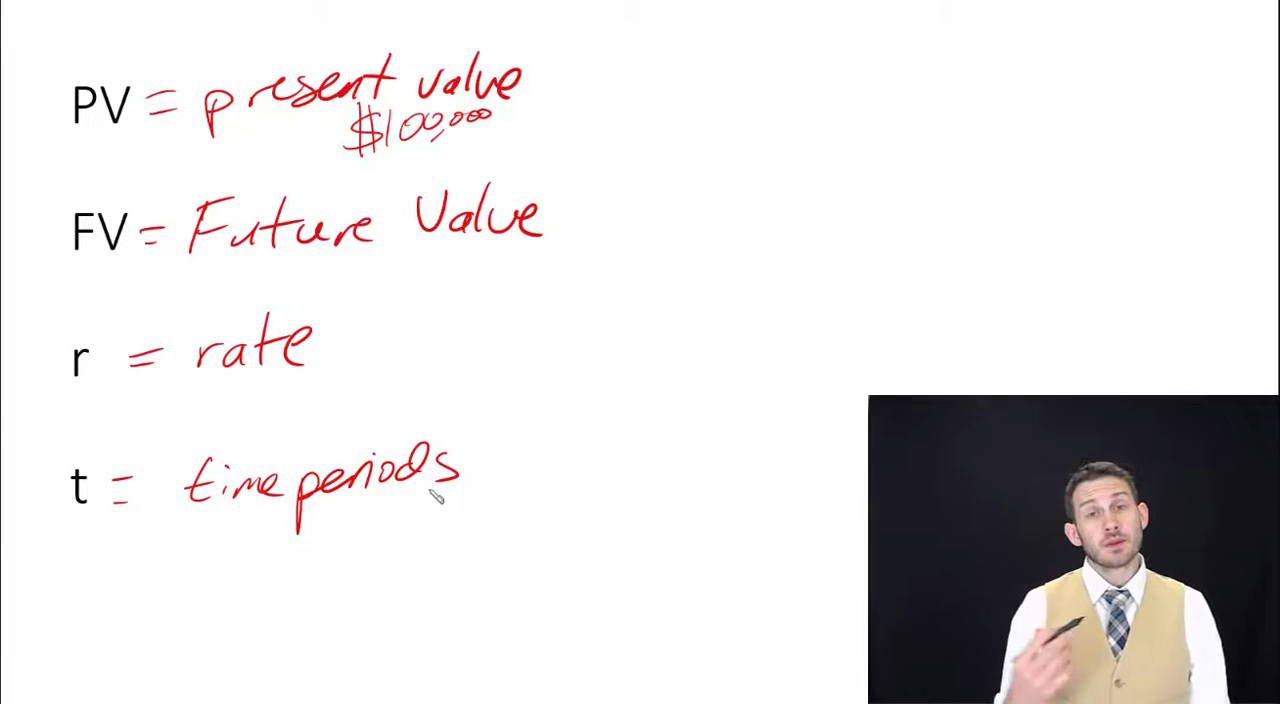 PV = present value
$100,000
FV = Future Value
r = rate
t = time periods